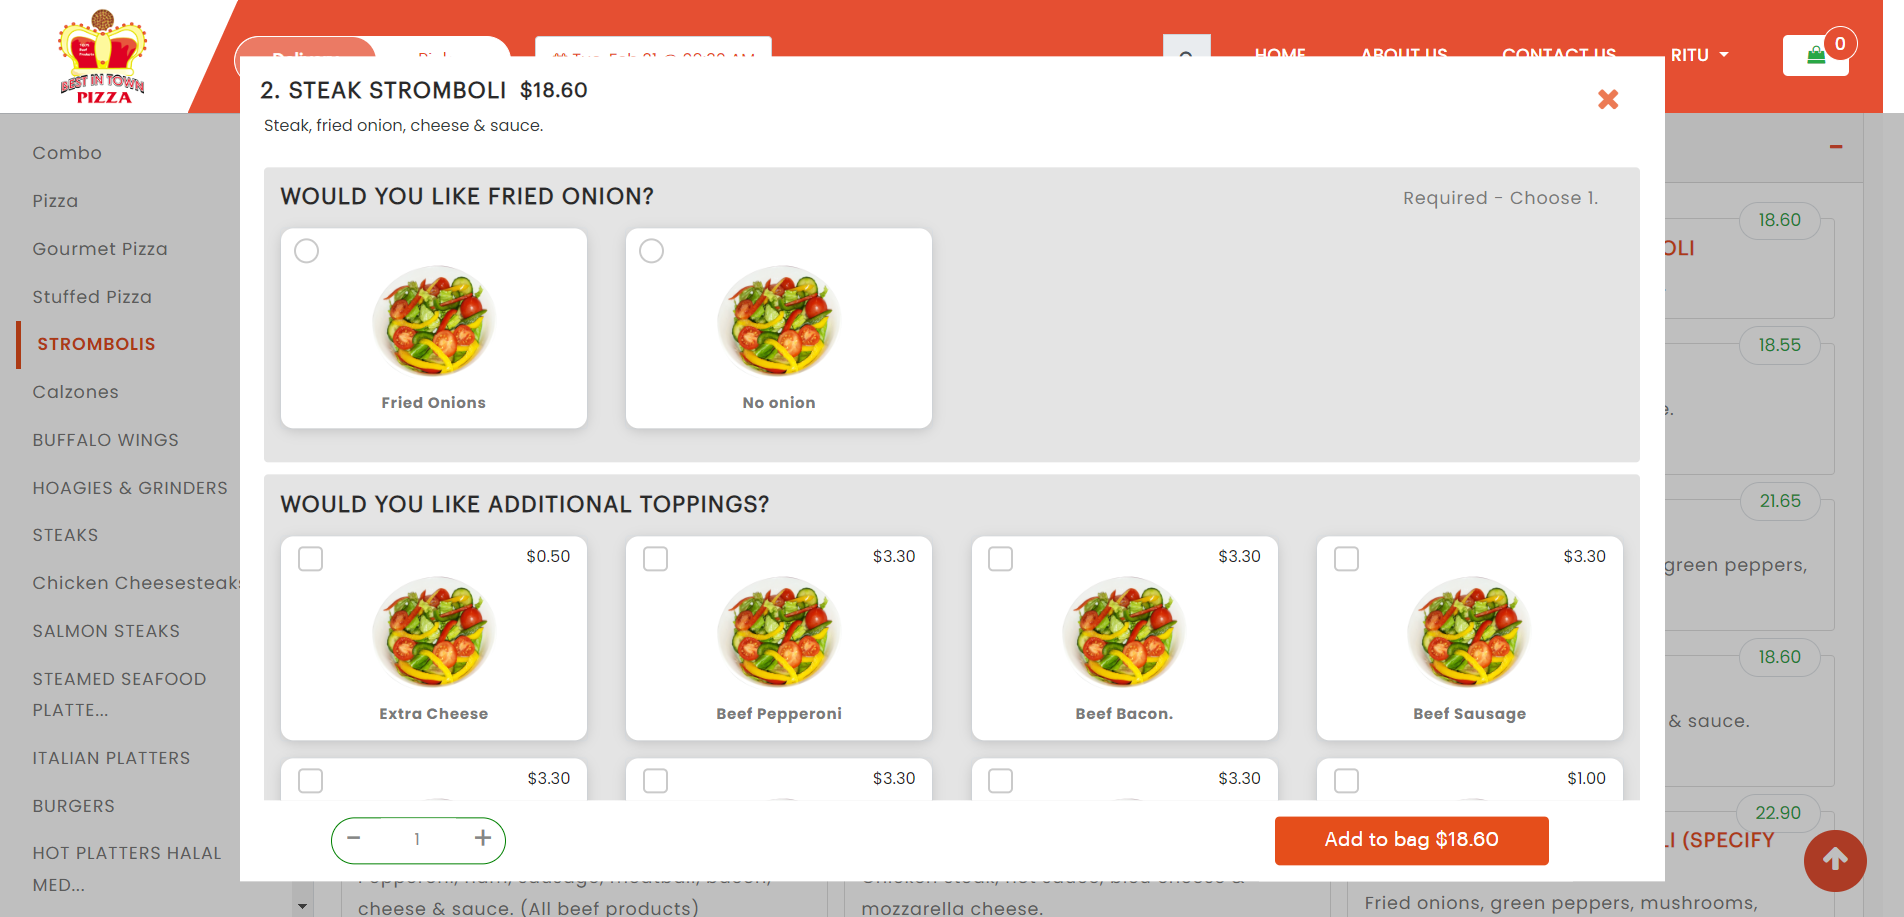 BEST IN TOWN
PIZZA
HOME
ABOUT US
CONTACT US
RITU
0
Combo
Pizza
Gourmet Pizza
Stuffed Pizza
STROMBOLIS
Calzones
BUFFALO WINGS
HOAGIES & GRINDERS
STEAKS
Chicken Cheesesteaks
SALMON STEAKS
STEAMED SEAFOOD
PLATTE...
ITALIAN PLATTERS
BURGERS
HOT PLATTERS HALAL
MED...
2. STEAK STROMBOLI $18.60
Steak, fried onion, cheese & sauce.
WOULD YOU LIKE FRIED ONION?
Required - Choose 1.
Fried Onions
No onion
WOULD YOU LIKE ADDITIONAL TOPPINGS?
$0.50
Extra Cheese
$3.30
Beef Pepperoni
$3.30
Beef Bacon.
$3.30
Beef Sausage
$3.30
$3.30
$3.30
$1.00
1
Add to bag $18.60
18.60
OLI
18.55
e.
21.65
green peppers,
18.60
& sauce.
22.90
LI (SPECIFY
Fried onions, green peppers, mushrooms,
cheese & sauce. (All beef products)
mozzarella cheese.